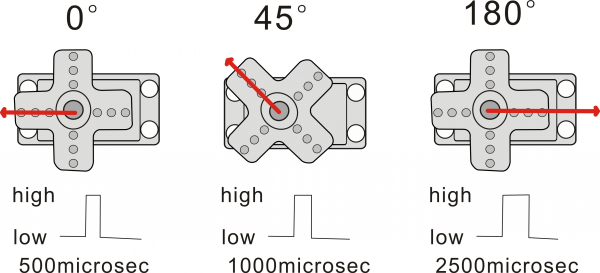 0° 45° 180°
high high high
low low low
500microsec 1000microsec 2500microsec